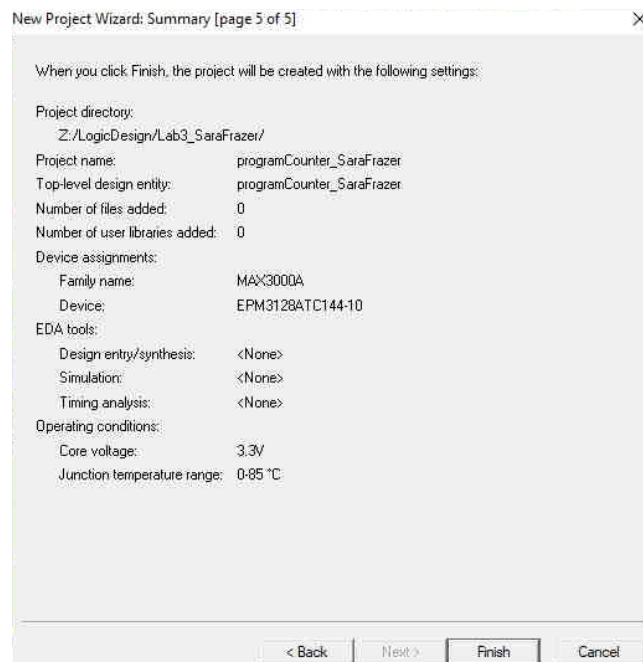 New Project Wizard: Summary [page 5 of 5]
When you click Finish, the project will be created with the following settings:
Project directory:
Z:/LogicDesign/Lab3_SaraFrazer/
Project name: programCounter_SaraFrazer
Top-level design entity: programCounter_SaraFrazer
Number of files added: 0
Number of user libraries added: 0
Device assignments:
Family name: MAX3000A
Device: EPM3128ATC144-10
EDA tools:
Design entry/synthesis: <None>
Simulation: <None>
Timing analysis: <None>
Operating conditions:
Core voltage: 3.3V
Junction temperature range: 0-85 °C
< Back Next > Finish Cancel